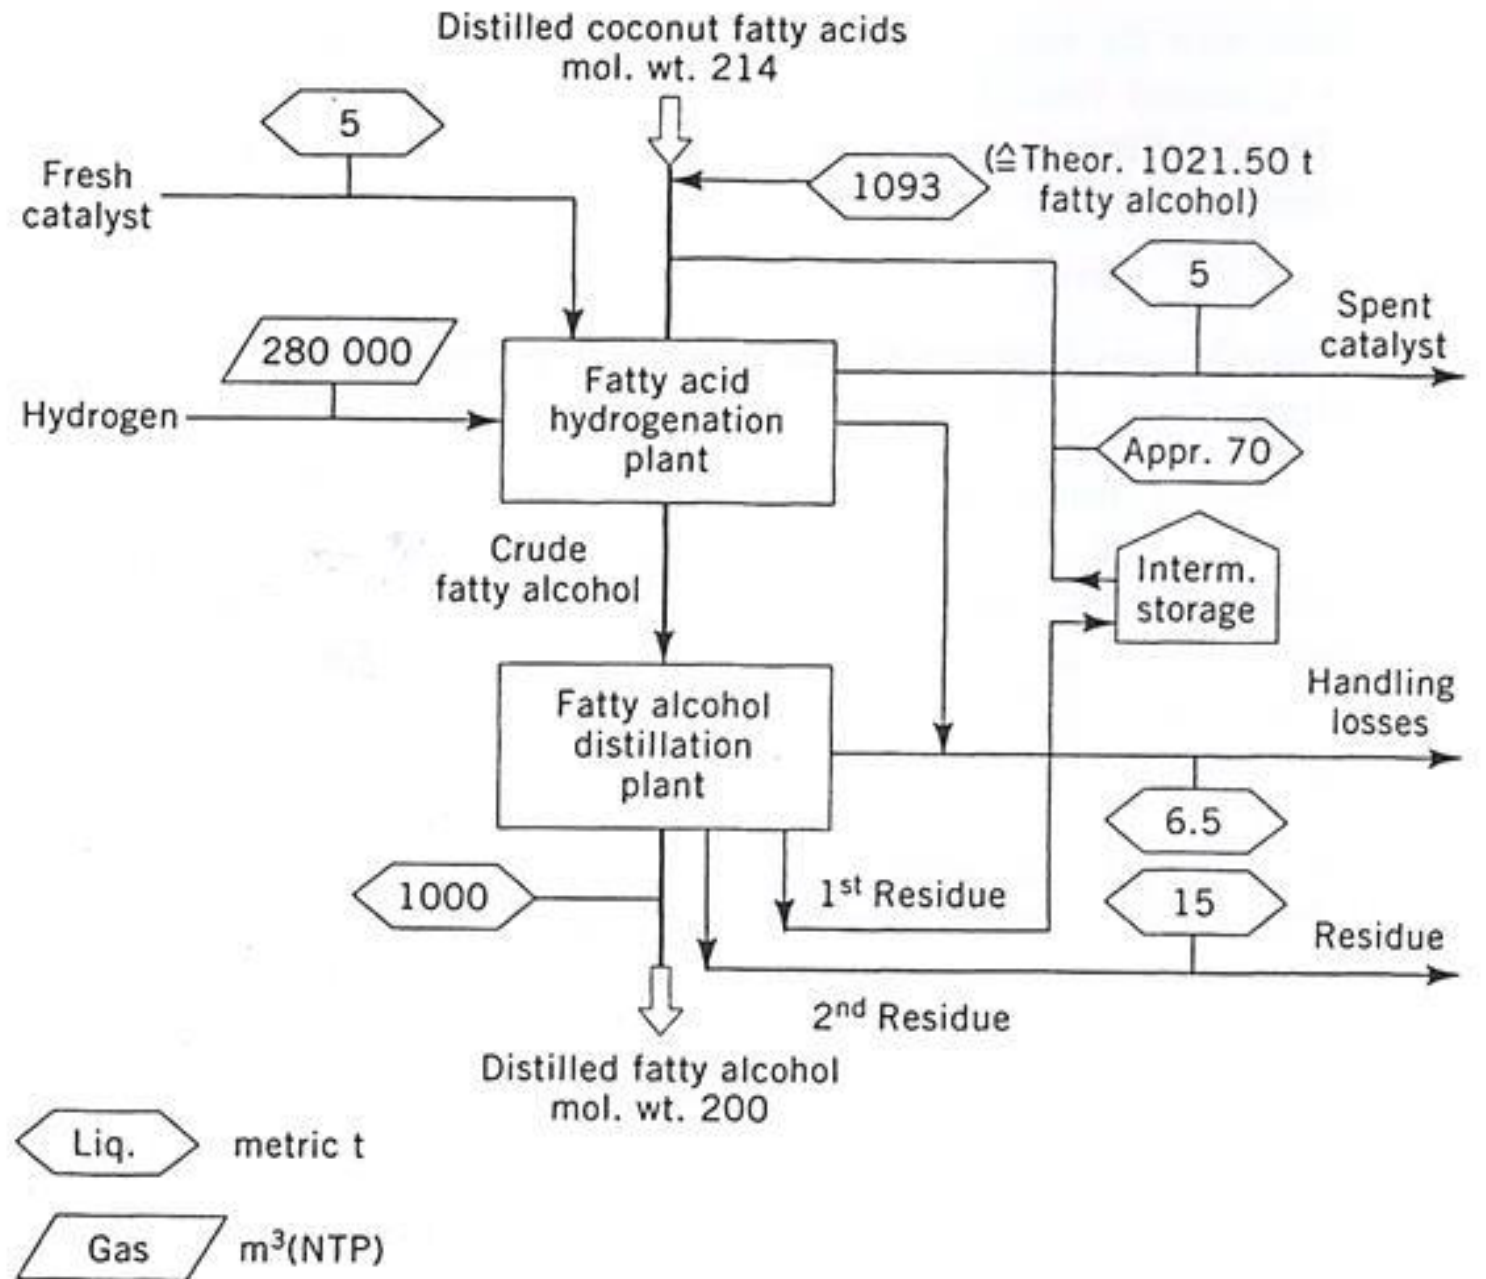 Distilled coconut fatty acids
mol. wt. 214
5
Fresh
catalyst
1093
(≙Theor. 1021.50 t
fatty alcohol)
5
Spent
catalyst
280 000
Hydrogen
Fatty acid
hydrogenation
plant
Appr. 70
Crude
fatty alcohol
Interm.
storage
Fatty alcohol
distillation
plant
Handling
losses
6.5
1000
1st Residue
15
Residue
2nd Residue
Distilled fatty alcohol
mol. wt. 200
Liq.
metric t
Gas
m³(NTP)